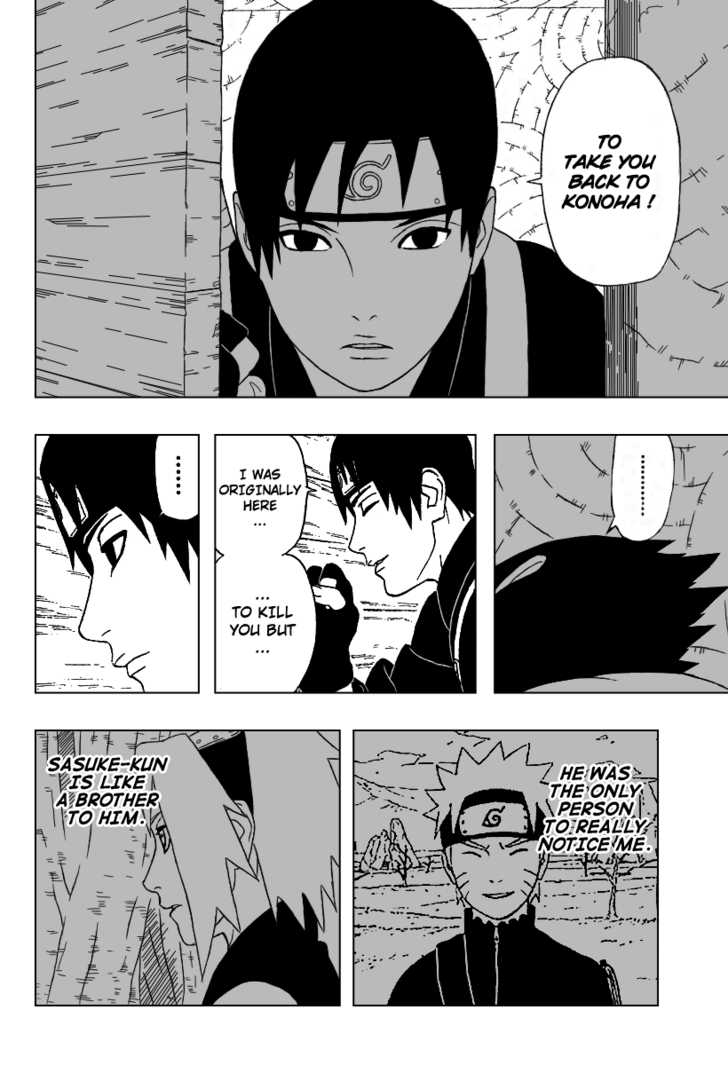 TO
TAKE YOU
BACK TO
KONOHA !
..........
I WAS
ORIGINALLY
HERE
...
...
TO KILL
YOU BUT
...
......
HE WAS
THE ONLY
PERSON
TO REALLY
NOTICE ME.
SASUKE-KUN
IS LIKE
A BROTHER
TO HIM.